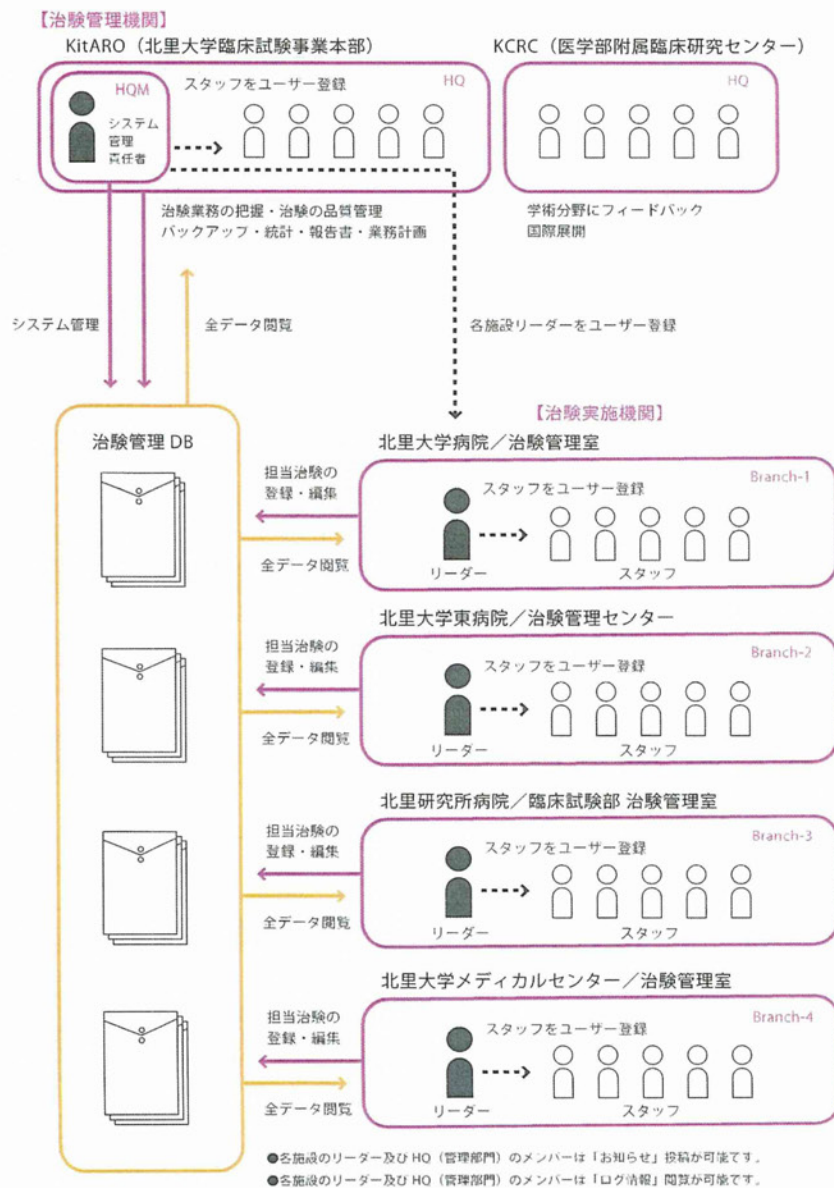 【治験管理機関】
KitARO（北里大学臨床試験事業本部）
KCRC（医学部附属臨床研究センター）
HQM
スタッフをユーザー登録
HQ
HQ
システム
管理
責任者
治験業務の把握・治験の品質管理
バックアップ・統計・報告書・業務計画
学術分野にフィードバック
国際展開
システム管理
全データ閲覧
各施設リーダーをユーザー登録
【治験実施機関】
治験管理 DB
北里大学病院／治験管理室
担当治験の
登録・編集
スタッフをユーザー登録
Branch-1
全データ閲覧
リーダー
スタッフ
北里大学東病院／治験管理センター
担当治験の
登録・編集
スタッフをユーザー登録
Branch-2
全データ閲覧
リーダー
スタッフ
北里研究所病院／臨床試験部 治験管理室
担当治験の
登録・編集
スタッフをユーザー登録
Branch-3
全データ閲覧
リーダー
スタッフ
北里大学メディカルセンター／治験管理室
担当治験の
登録・編集
スタッフをユーザー登録
Branch-4
全データ閲覧
リーダー
スタッフ
●各施設のリーダー及び HQ（管理部門）のメンバーは「お知らせ」投稿が可能です。
●各施設のリーダー及び HQ（管理部門）のメンバーは「ログ情報」閲覧が可能です。